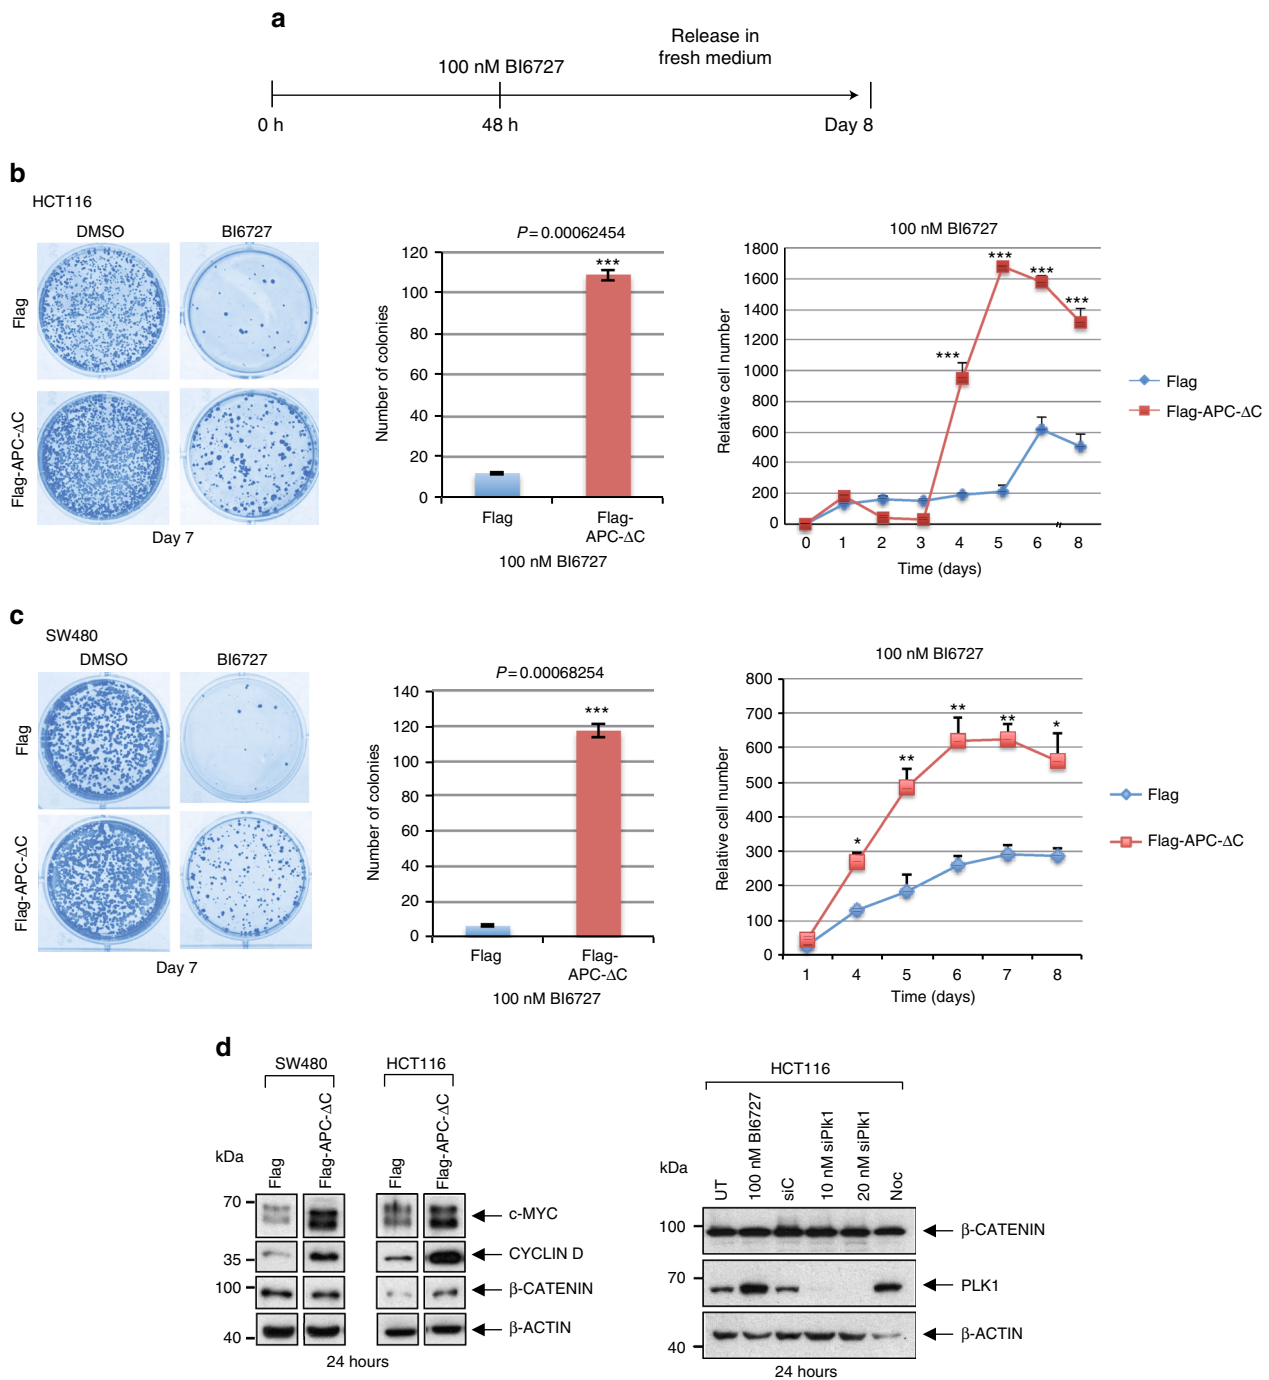 a
Release in
fresh medium
100 nM BI6727
0 h
48 h
Day 8
b
HCT116
DMSO
BI6727
Flag
Flag-APC-ΔC
Day 7
P = 0.00062454
***
120
100
80
60
40
20
0
Number of colonies
Flag
Flag-
APC-ΔC
100 nM BI6727
100 nM BI6727
1800
1600
1400
1200
1000
800
600
400
200
0
Relative cell number
***
***
***
***
0 1 2 3 4 5 6 8
Time (days)
Flag
Flag-APC-ΔC
c
SW480
DMSO
BI6727
Flag
Flag-APC-ΔC
Day 7
P = 0.00068254
***
140
120
100
80
60
40
20
0
Number of colonies
Flag
Flag-
APC-ΔC
100 nM BI6727
100 nM BI6727
800
700
600
500
400
300
200
100
0
Relative cell number
*
**
**
**
*
1 4 5 6 7 8
Time (days)
Flag
Flag-APC-ΔC
d
SW480
HCT116
Flag
Flag-APC-ΔC
Flag
Flag-APC-ΔC
kDa
70
35
100
40
c-MYC
CYCLIN D
β-CATENIN
β-ACTIN
24 hours
HCT116
UT
100 nM BI6727
siC
10 nM siPlk1
20 nM siPlk1
Noc
kDa
100
70
40
β-CATENIN
PLK1
β-ACTIN
24 hours